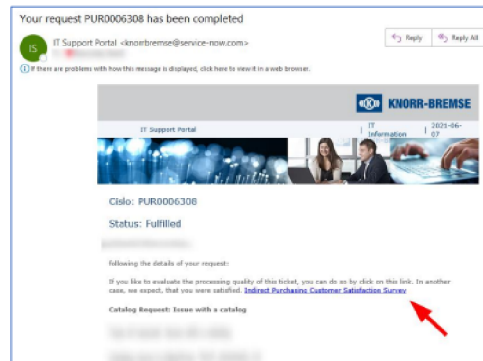 Your request PUR0006308 has been completed
IS
IT Support Portal <knorrbremse@service-now.com>
Reply
Reply All
If there are problems with how this message is displayed, click here to view it in a web browser.
KNORR-BREMSE
IT Support Portal | IT Information | 2021-06-07
Cislo: PUR0006308
Status: Fulfilled
Following the details of your request:
If you like to evaluate the processing quality of this ticket, you can do so by click on this link. In another
case, we expect, that you were satisfied. Indirect Purchasing Customer Satisfaction Survey
Catalog Request: Issue with a catalog